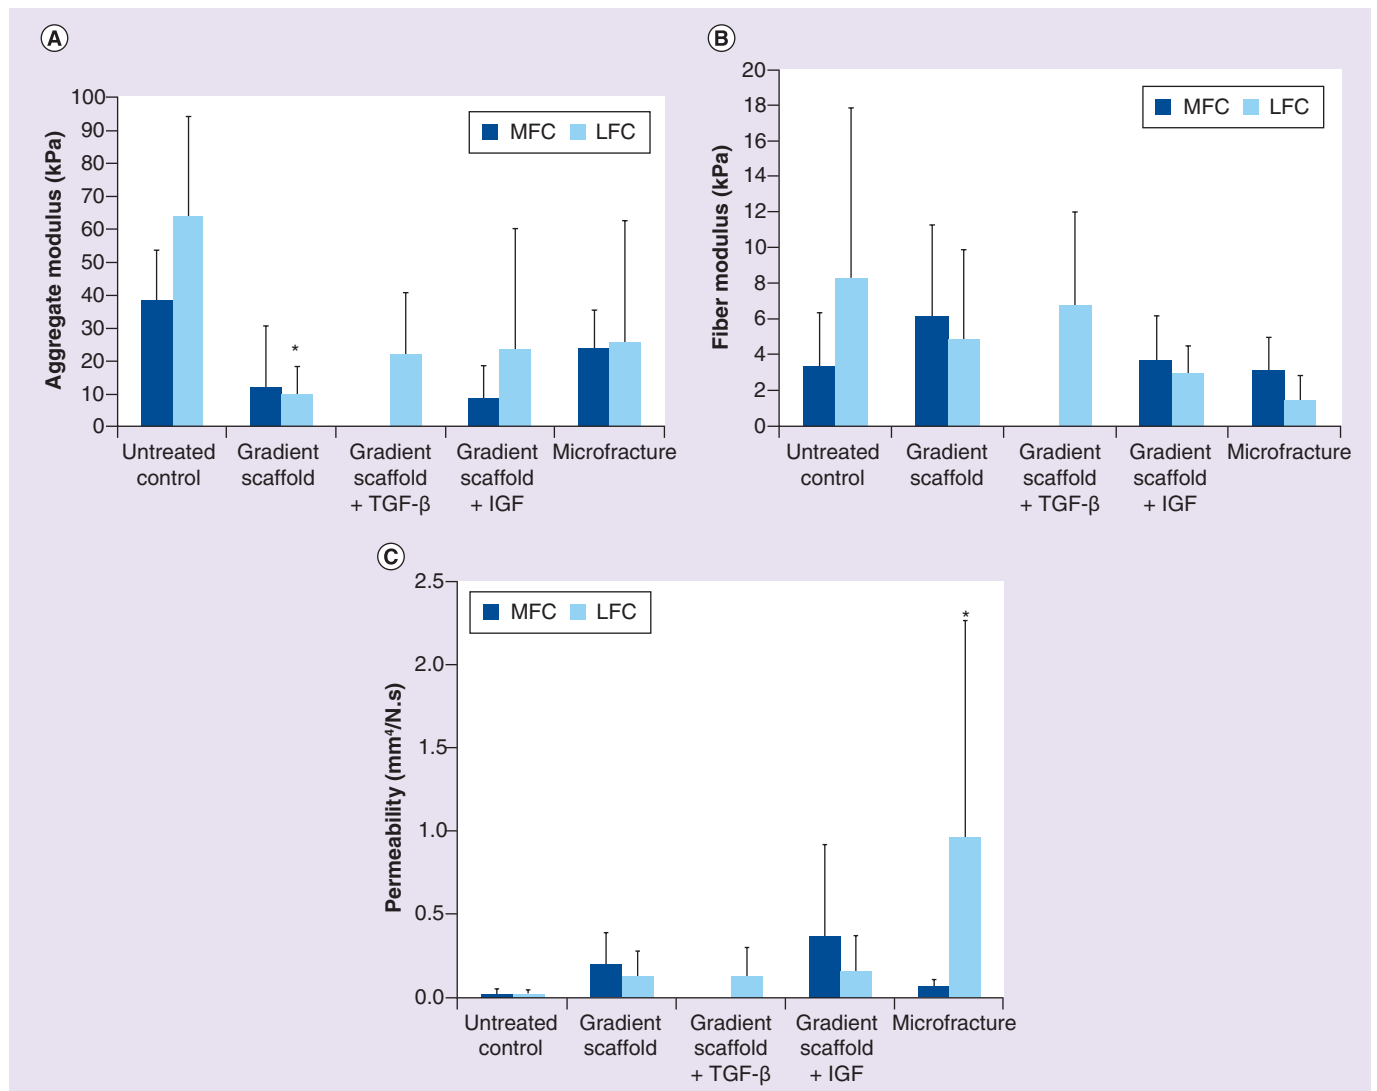 A
Aggregate modulus (kPa)
100
90
80
70
60
50
40
30
20
10
0
MFC LFC
*
Untreated control
Gradient scaffold
Gradient scaffold + TGF-β
Gradient scaffold + IGF
Microfracture
B
Fiber modulus (kPa)
20
18
16
14
12
10
8
6
4
2
0
MFC LFC
Untreated control
Gradient scaffold
Gradient scaffold + TGF-β
Gradient scaffold + IGF
Microfracture
C
Permeability (mm⁴/N.s)
2.5
2.0
1.5
1.0
0.5
0.0
MFC LFC
*
Untreated control
Gradient scaffold
Gradient scaffold + TGF-β
Gradient scaffold + IGF
Microfracture